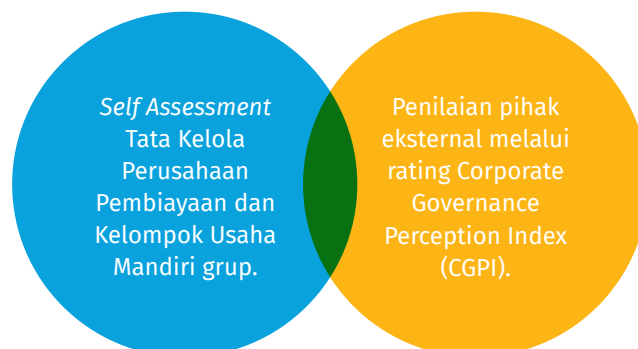 Self Assessment
Tata Kelola
Perusahaan
Pembiayaan dan
Kelompok Usaha
Mandiri grup.
Penilaian pihak
eksternal melalui
rating Corporate
Governance
Perception Index
(CGPI).